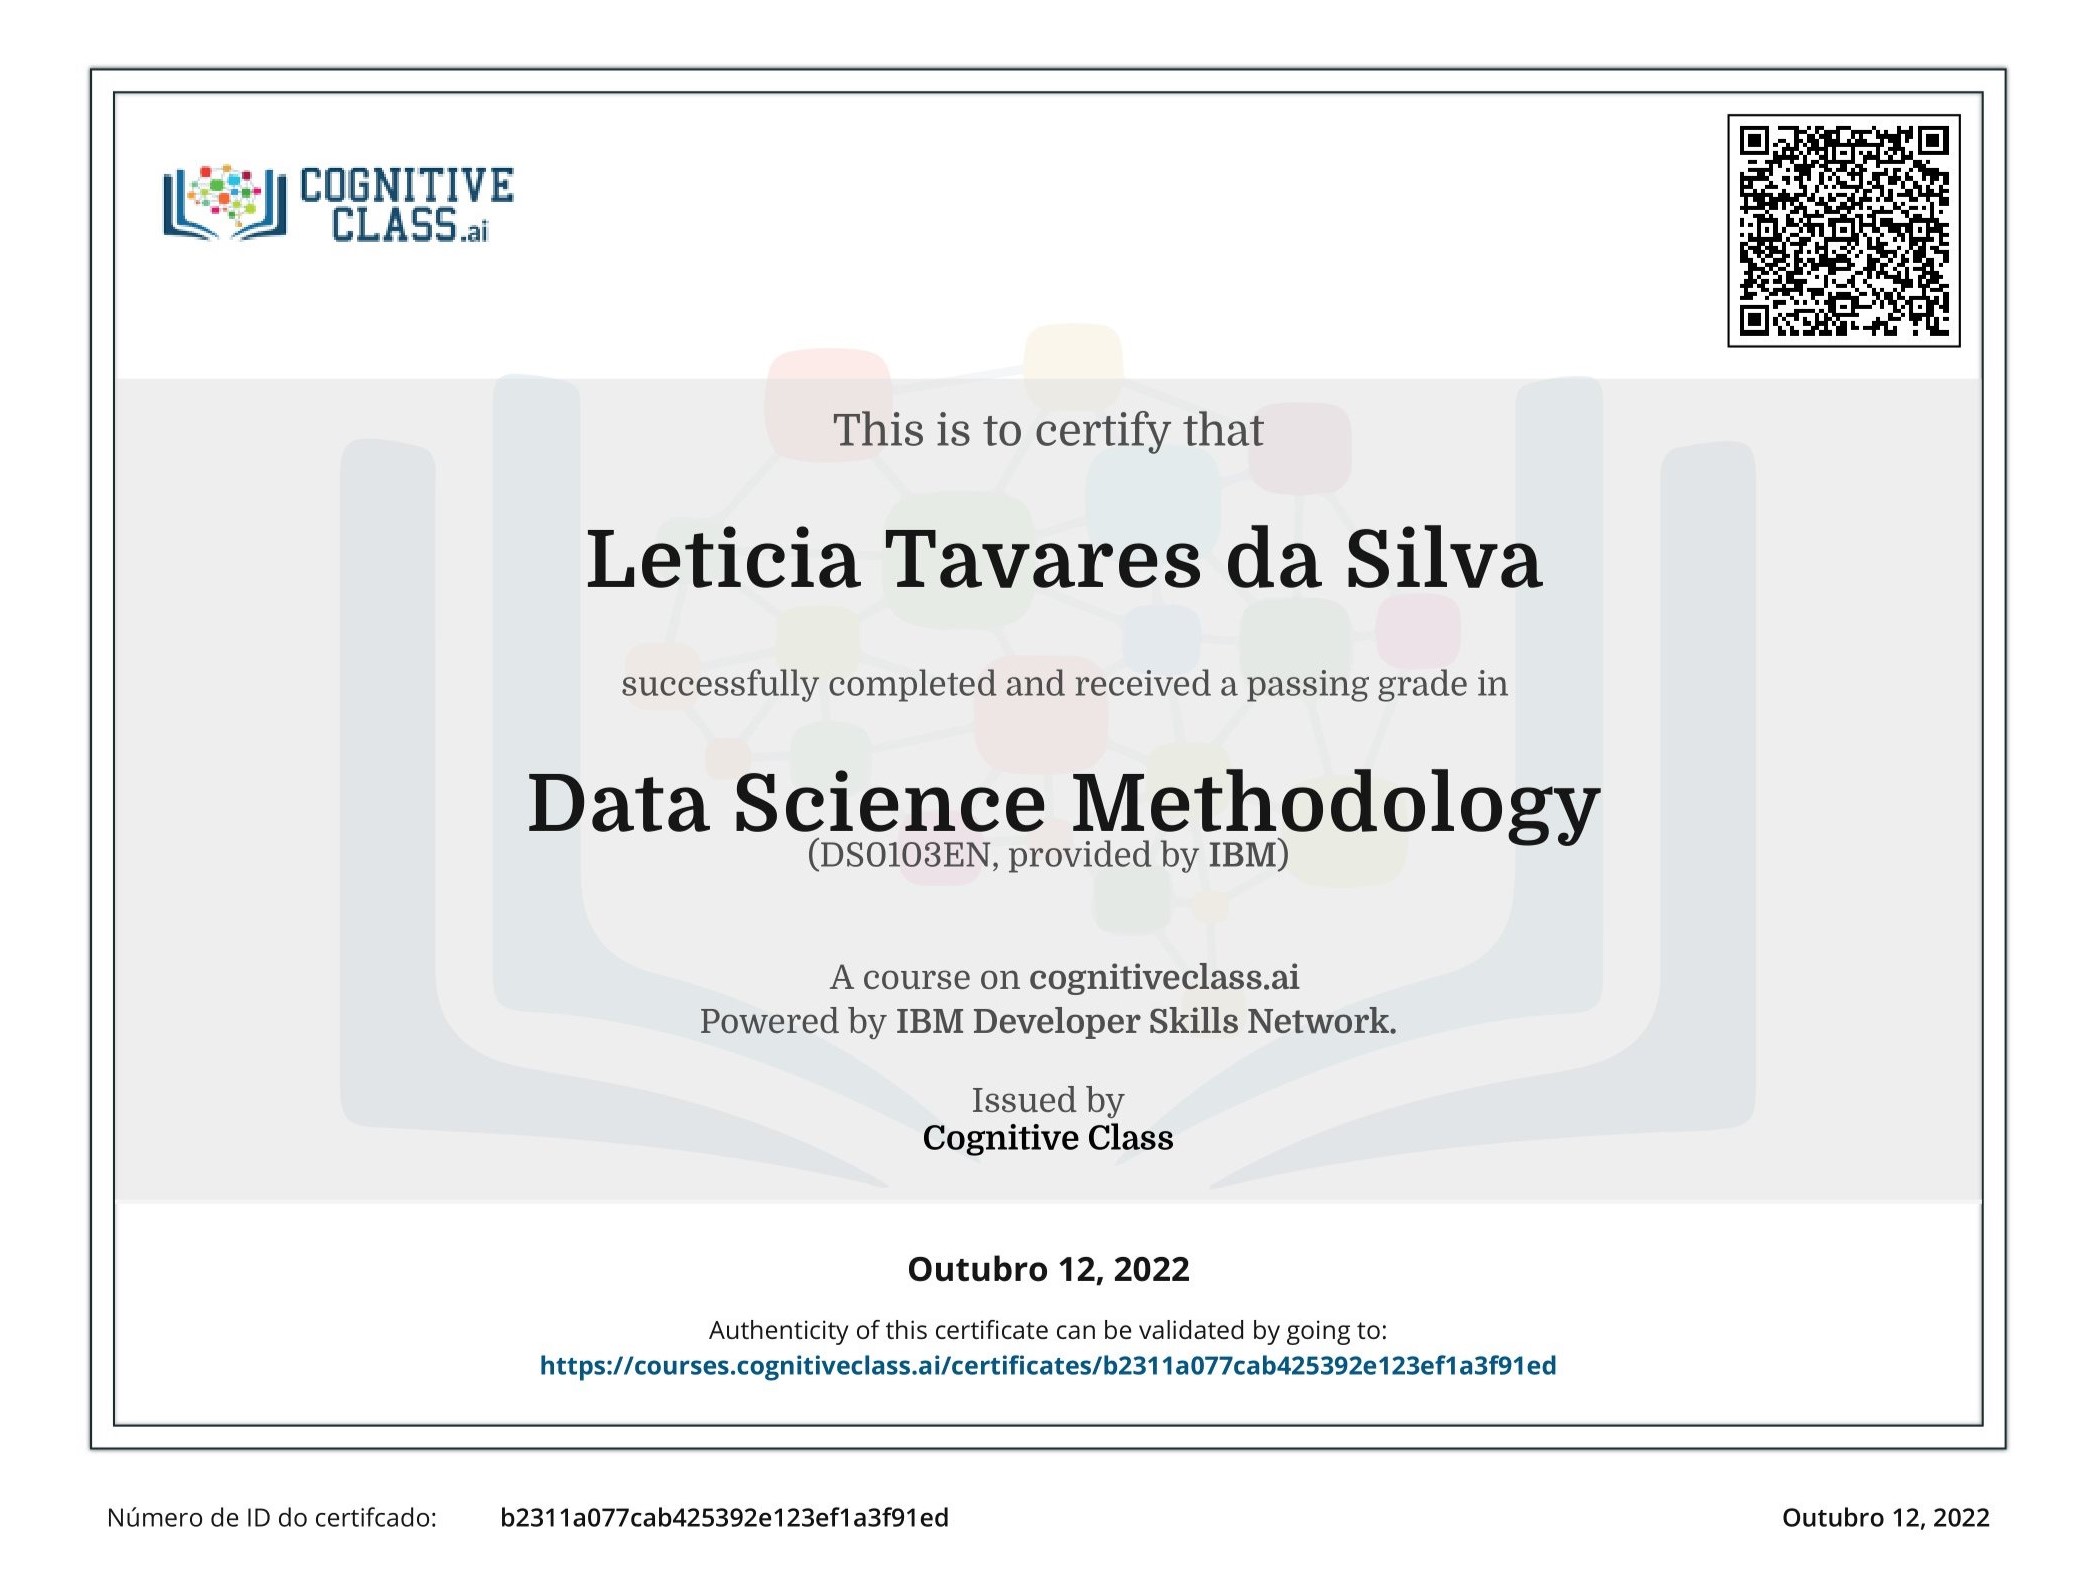 COGNITIVE
CLASS.ai
This is to certify that
Leticia Tavares da Silva
successfully completed and received a passing grade in
Data Science Methodology
(DS0103EN, provided by IBM)
A course on cognitiveclass.ai
Powered by IBM Developer Skills Network.
Issued by
Cognitive Class
Outubro 12, 2022
Authenticity of this certificate can be validated by going to:
https://courses.cognitiveclass.ai/certificates/b2311a077cab425392e123ef1a3f91ed
Número de ID do certifcado: b2311a077cab425392e123ef1a3f91ed Outubro 12, 2022